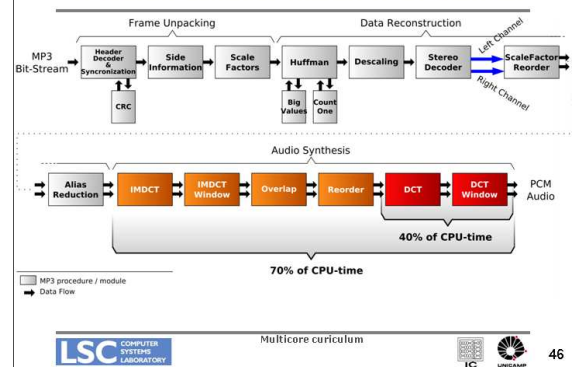 Frame Unpacking
Data Reconstruction
MP3
Bit-Stream
Header
Decoder
&
Syncronization
Side
Information
Scale
Factors
Huffman
Descaling
Stereo
Decoder
Left Channel
Right Channel
ScaleFactor
Reorder
CRC
Big
Values
Count
One
Audio Synthesis
Alias
Reduction
IMDCT
IMDCT
Window
Overlap
Reorder
DCT
DCT
Window
PCM
Audio
40% of CPU-time
70% of CPU-time
MP3 procedure / module
Data Flow
Multicore curiculum
LSC
COMPUTER
SYSTEMS
LABORATORY
IC
UNICAMP
46